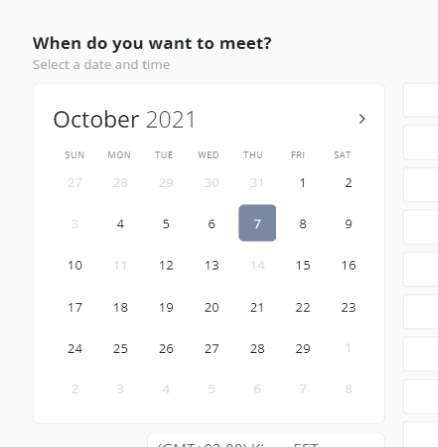 When do you want to meet?
Select a date and time
October 2021 >
SUN MON TUE WED THU FRI SAT
27 28 29 30 31 1 2
3 4 5 6 7 8 9
10 11 12 13 14 15 16
17 18 19 20 21 22 23
24 25 26 27 28 29 1
2 3 4 5 6 7 8